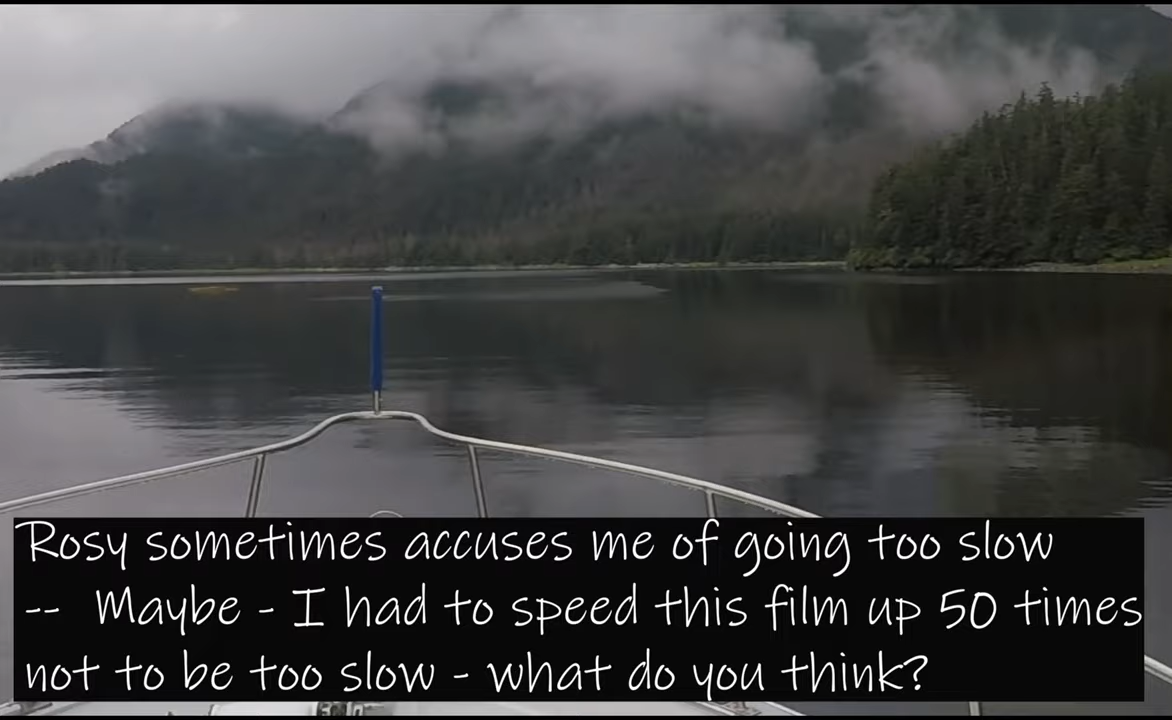 Rosy sometimes accuses me of going too slow
-- Maybe - I had to speed this film up 50 times
not to be too slow - what do you think?